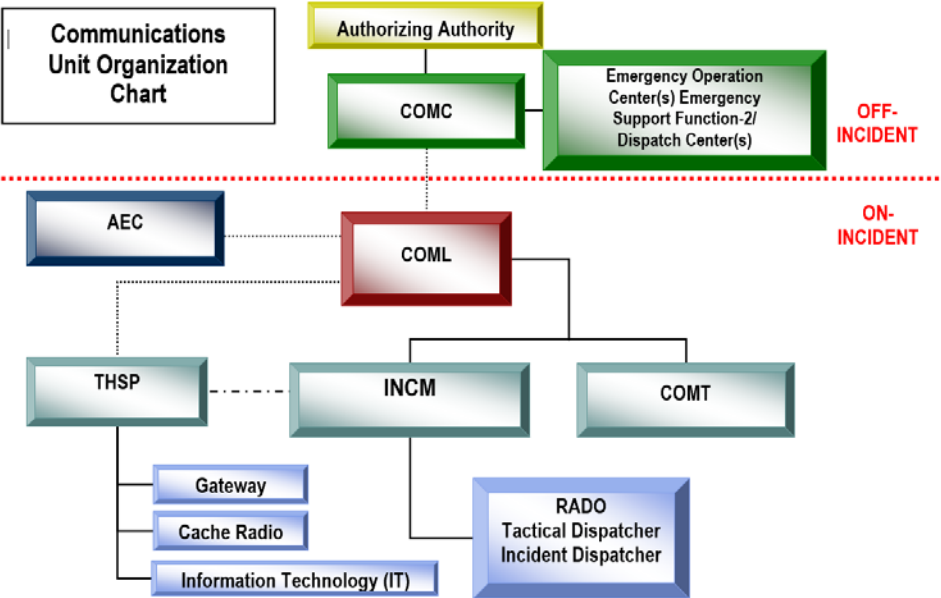 Communications
Unit Organization
Chart
Authorizing Authority
COMC
Emergency Operation
Center(s) Emergency
Support Function-2/
Dispatch Center(s)
OFF-
INCIDENT
ON-
INCIDENT
AEC
COML
THSP
INCM
COMT
Gateway
Cache Radio
Information Technology (IT)
RADO
Tactical Dispatcher
Incident Dispatcher